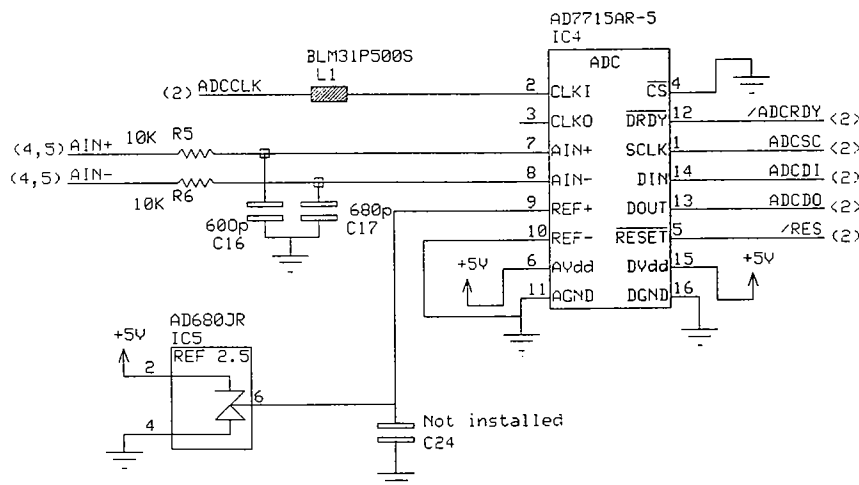 AD7715AR-5
IC4
BLM31P500S
L1
ADC
(2) ADCCLK
2 CLKI
C̅S̅ 4
3 CLKO
D̅R̅D̅Y̅ 12 /ADCRDY (2)
(4,5) AIN+ 10K R5
7 AIN+
SCLK 1 ADCSC (2)
(4,5) AIN-
10K R6
8 AIN-
DIN 14 ADCDI (2)
600p
C16
680p
C17
9 REF+
DOUT 13 ADCDO (2)
10 REF-
R̅E̅S̅E̅T̅ 5 /RES (2)
+5V
6 AVdd
DVdd 15
+5V
11 AGND
DGND 16
AD680JR
IC5
+5V
REF 2.5
2
6
4
Not installed
C24